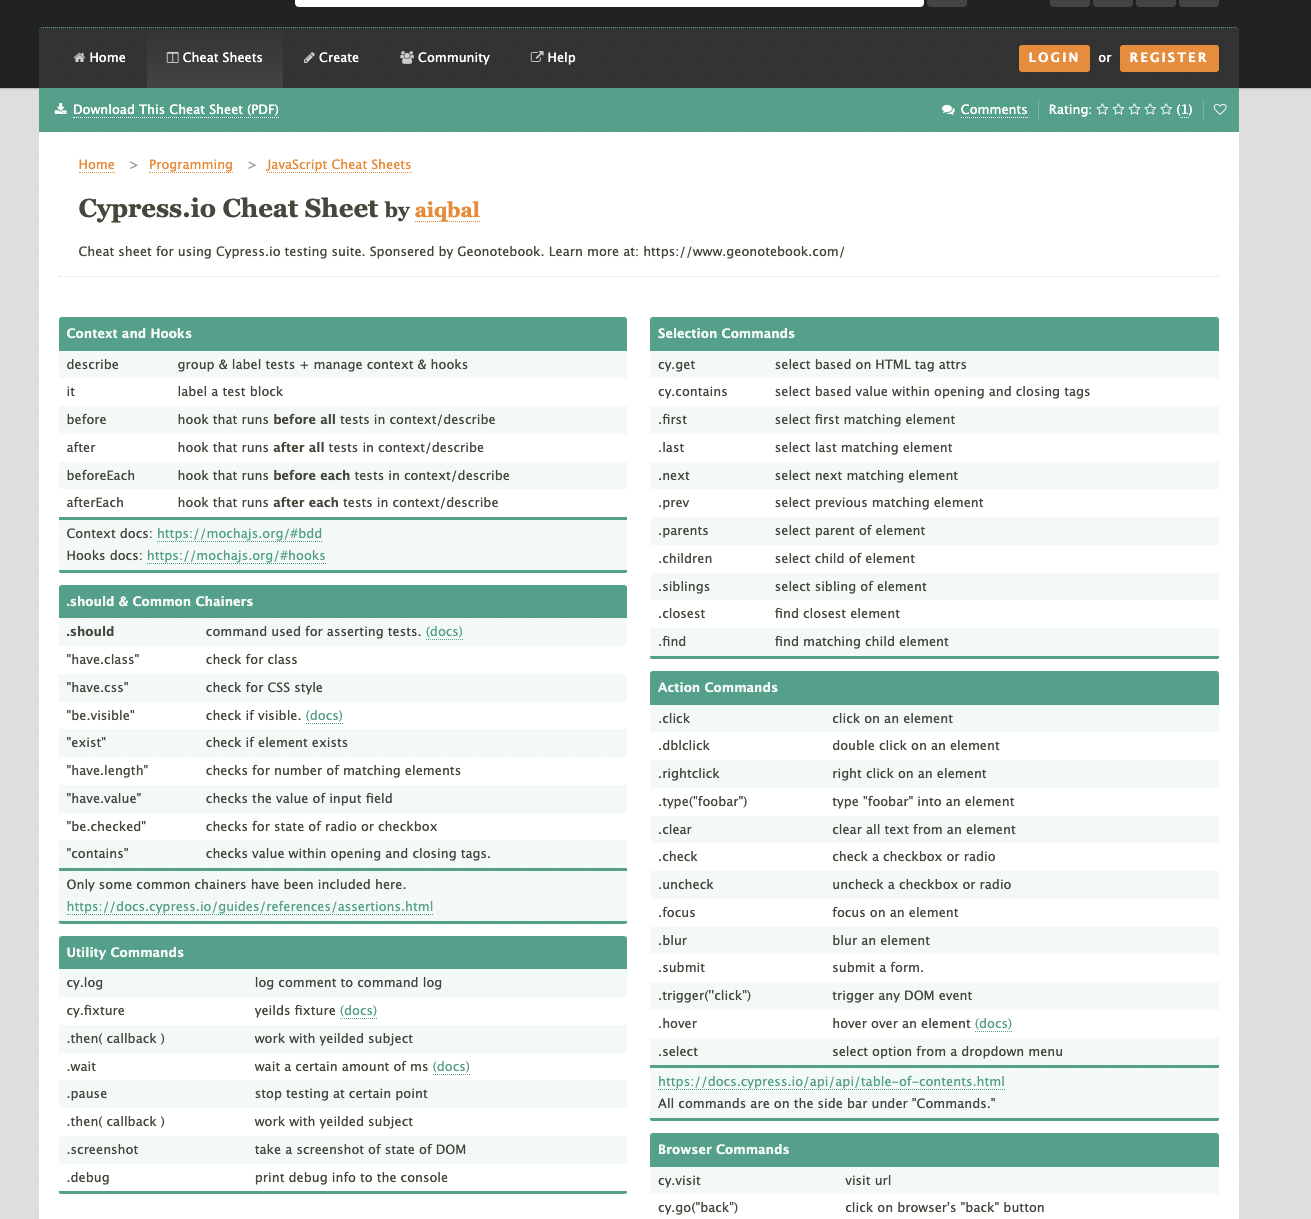 Home
Cheat Sheets
Create
Community
Help
LOGIN or REGISTER
Download This Cheat Sheet (PDF)
Comments
Rating: ☆ ☆ ☆ ☆ ☆ (1)
Home > Programming > JavaScript Cheat Sheets
Cypress.io Cheat Sheet by aiqbal
Cheat sheet for using Cypress.io testing suite. Sponsered by Geonotebook. Learn more at: https://www.geonotebook.com/
Context and Hooks
describe group & label tests + manage context & hooks
it label a test block
before hook that runs before all tests in context/describe
after hook that runs after all tests in context/describe
beforeEach hook that runs before each tests in context/describe
afterEach hook that runs after each tests in context/describe
Context docs: https://mochajs.org/#bdd
Hooks docs: https://mochajs.org/#hooks
.should & Common Chainers
.should command used for asserting tests. (docs)
"have.class" check for class
"have.css" check for CSS style
"be.visible" check if visible. (docs)
"exist" check if element exists
"have.length" checks for number of matching elements
"have.value" checks the value of input field
"be.checked" checks for state of radio or checkbox
"contains" checks value within opening and closing tags.
Only some common chainers have been included here.
https://docs.cypress.io/guides/references/assertions.html
Utility Commands
cy.log log comment to command log
cy.fixture yeilds fixture (docs)
.then( callback ) work with yeilded subject
.wait wait a certain amount of ms (docs)
.pause stop testing at certain point
.then( callback ) work with yeilded subject
.screenshot take a screenshot of state of DOM
.debug print debug info to the console
Selection Commands
cy.get select based on HTML tag attrs
cy.contains select based value within opening and closing tags
.first select first matching element
.last select last matching element
.next select next matching element
.prev select previous matching element
.parents select parent of element
.children select child of element
.siblings select sibling of element
.closest find closest element
.find find matching child element
Action Commands
.click click on an element
.dblclick double click on an element
.rightclick right click on an element
.type("foobar") type "foobar" into an element
.clear clear all text from an element
.check check a checkbox or radio
.uncheck uncheck a checkbox or radio
.focus focus on an element
.blur blur an element
.submit submit a form.
.trigger("click") trigger any DOM event
.hover hover over an element (docs)
.select select option from a dropdown menu
https://docs.cypress.io/api/api/table-of-contents.html
All commands are on the side bar under "Commands."
Browser Commands
cy.visit visit url
cy.go("back") click on browser's "back" button